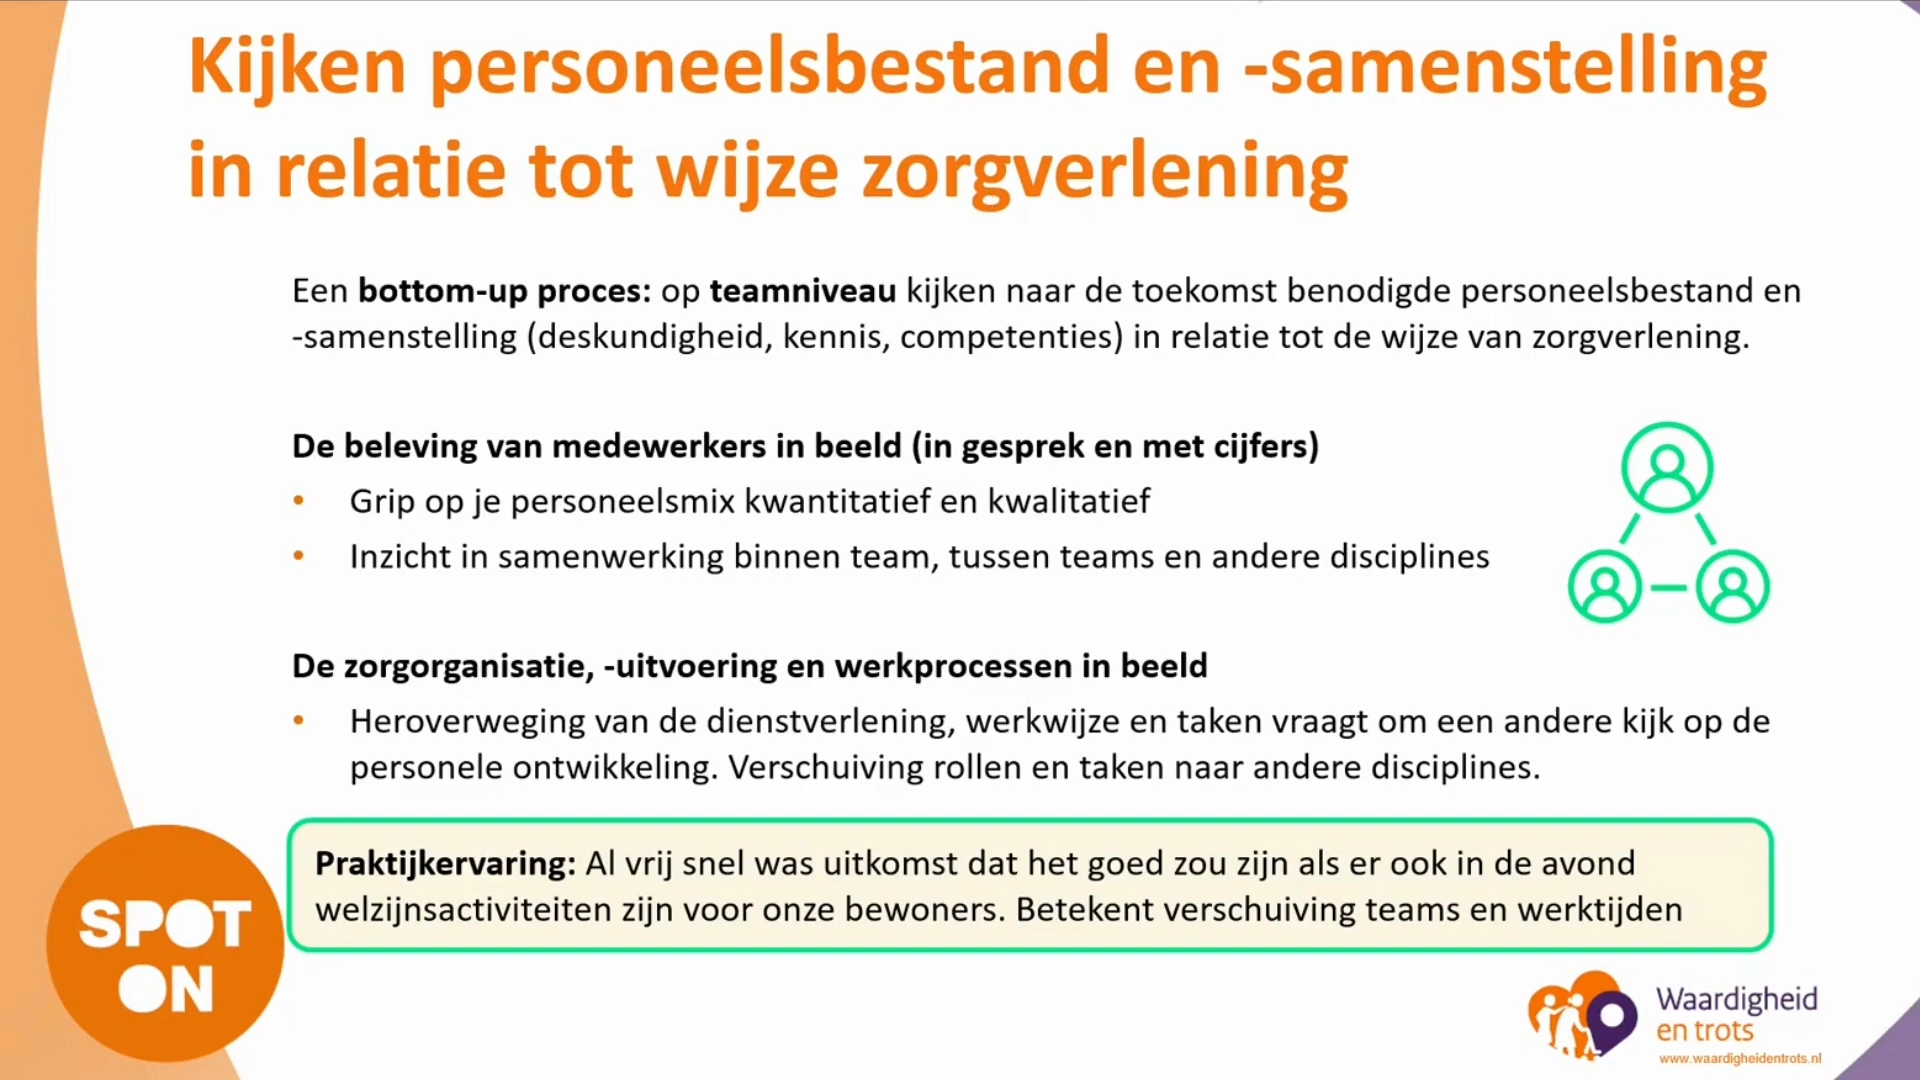 Kijken personeelsbestand en -samenstelling
in relatie tot wijze zorgverlening
Een bottom-up proces: op teamniveau kijken naar de toekomst benodigde personeelsbestand en
-samenstelling (deskundigheid, kennis, competenties) in relatie tot de wijze van zorgverlening.
De beleving van medewerkers in beeld (in gesprek en met cijfers)
• Grip op je personeelsmix kwantitatief en kwalitatief
• Inzicht in samenwerking binnen team, tussen teams en andere disciplines
De zorgorganisatie, -uitvoering en werkprocessen in beeld
• Heroverweging van de dienstverlening, werkwijze en taken vraagt om een andere kijk op de
personele ontwikkeling. Verschuiving rollen en taken naar andere disciplines.
Praktijkervaring: Al vrij snel was uitkomst dat het goed zou zijn als er ook in de avond
welzijnsactiviteiten zijn voor onze bewoners. Betekent verschuiving teams en werktijden
SPOT
ON
Waardigheid
en trots
www.waardigheidentrots.nl